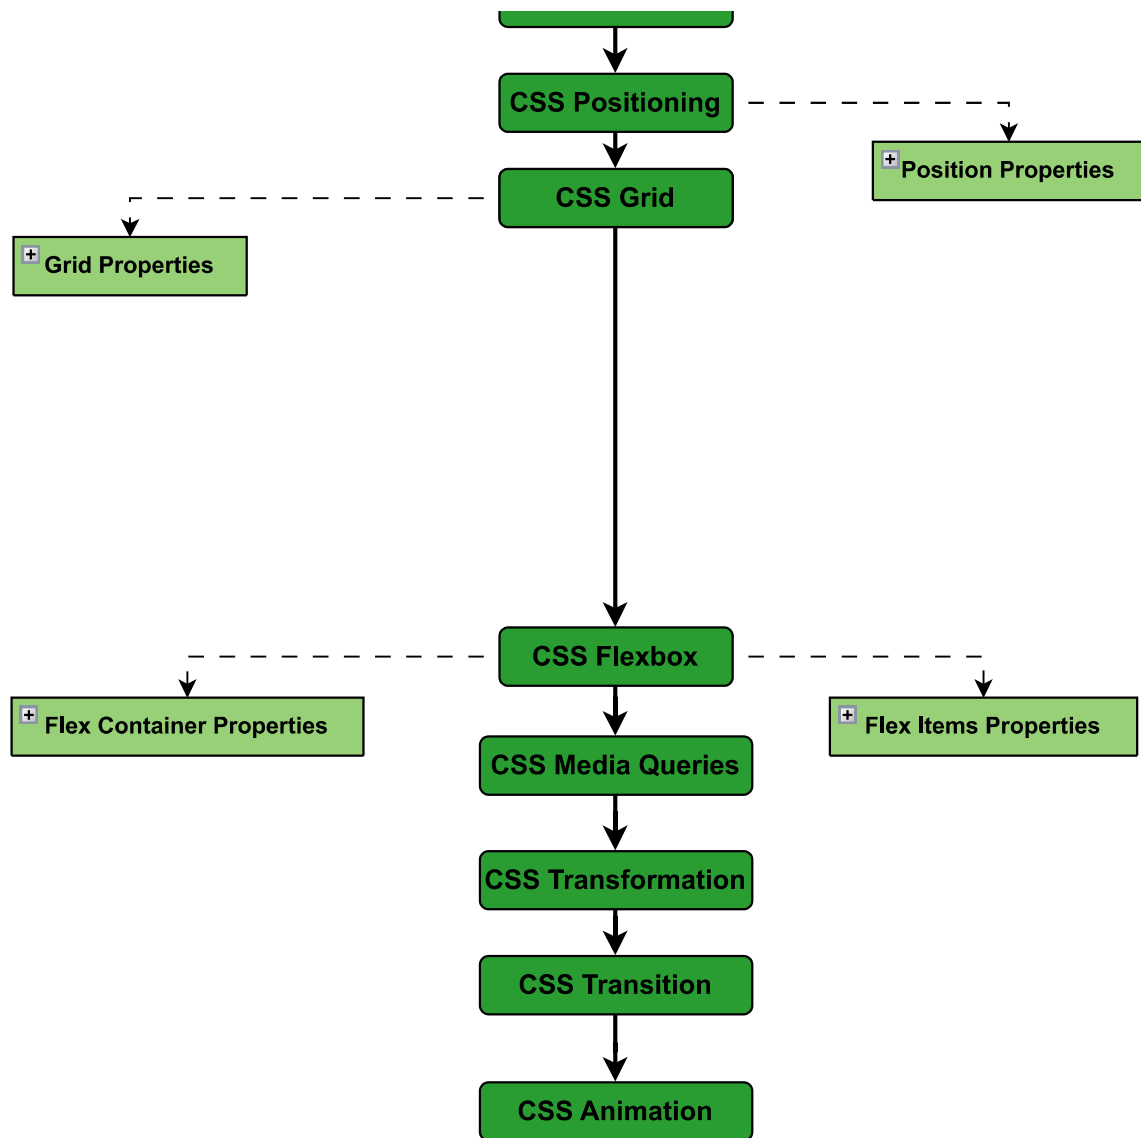 CSS Positioning
Position Properties
CSS Grid
Grid Properties
CSS Flexbox
Flex Container Properties
Flex Items Properties
CSS Media Queries
CSS Transformation
CSS Transition
CSS Animation